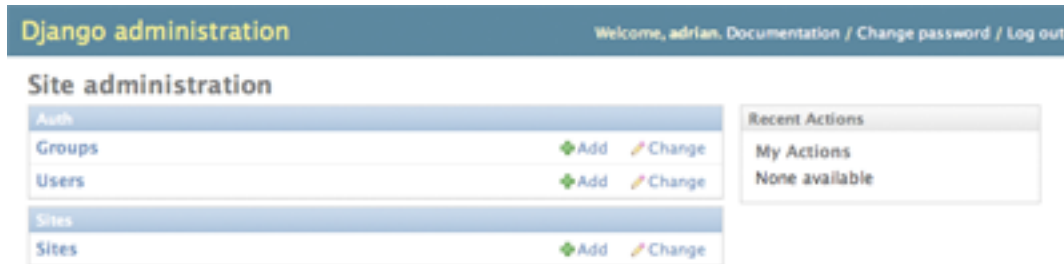 Django administration
Welcome, adrian. Documentation / Change password / Log out
Site administration
Auth
Groups Add Change
Users Add Change
Sites
Sites Add Change
Recent Actions
My Actions
None available